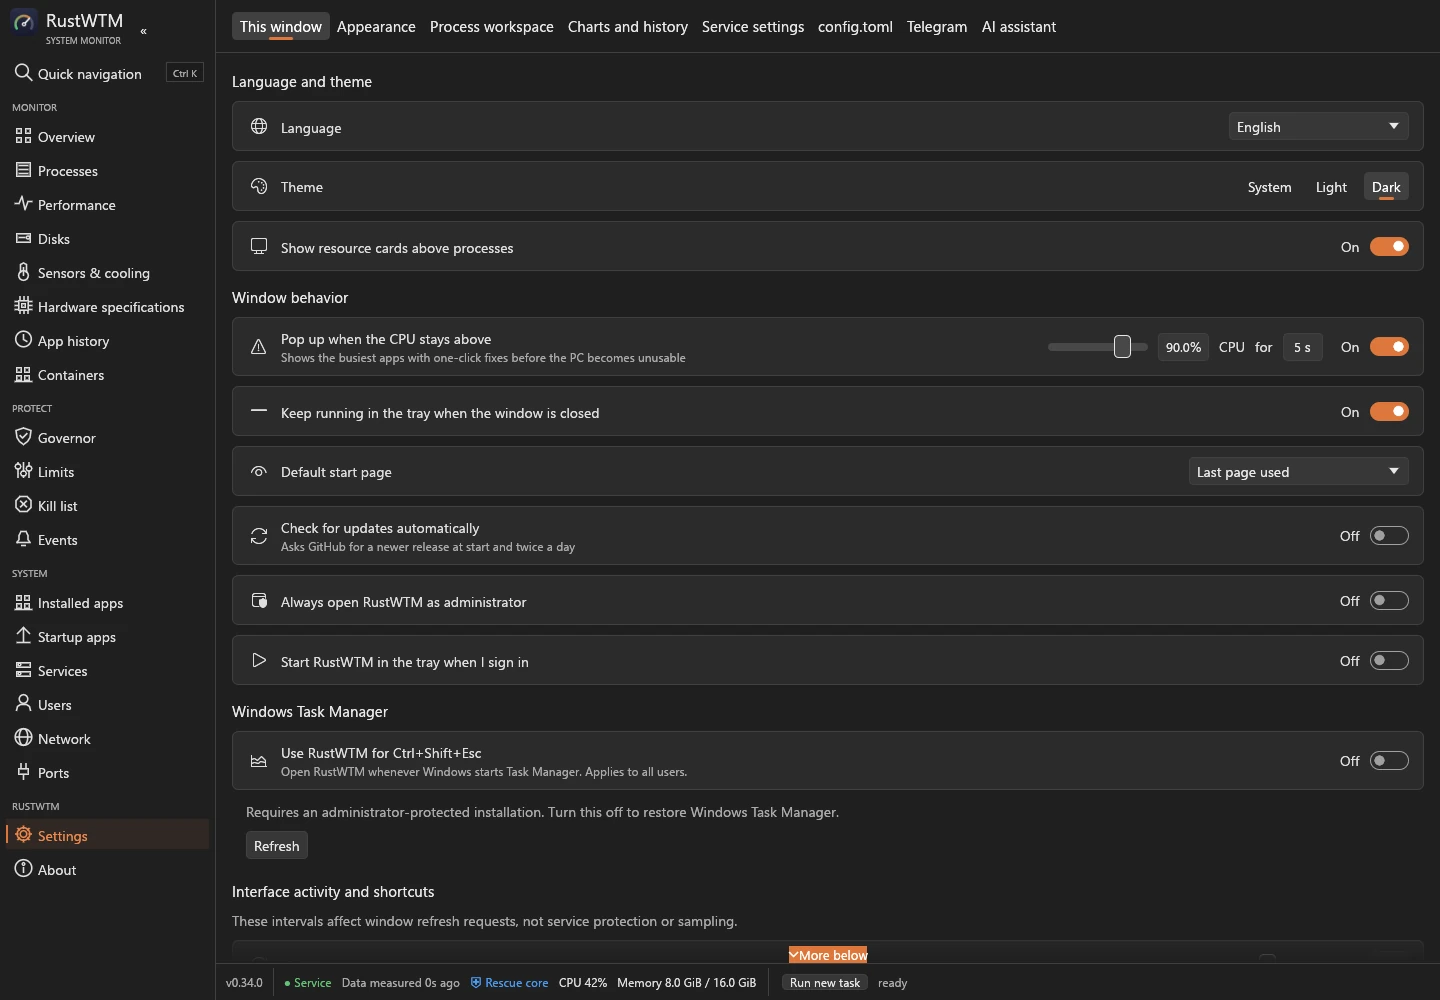 RustWTM
SYSTEM MONITOR
«
Quick navigation
Ctrl K
MONITOR
Overview
Processes
Performance
Disks
Sensors & cooling
Hardware specifications
App history
Containers
PROTECT
Governor
Limits
Kill list
Events
SYSTEM
Installed apps
Startup apps
Services
Users
Network
Ports
RUSTWTM
Settings
About
This window Appearance Process workspace Charts and history Service settings config.toml Telegram AI assistant
Language and theme
Language
English
Theme
System Light Dark
Show resource cards above processes
On
Window behavior
Pop up when the CPU stays above
Shows the busiest apps with one-click fixes before the PC becomes unusable
90.0% CPU for 5 s On
Keep running in the tray when the window is closed
On
Default start page
Last page used
Check for updates automatically
Asks GitHub for a newer release at start and twice a day
Off
Always open RustWTM as administrator
Off
Start RustWTM in the tray when I sign in
Off
Windows Task Manager
Use RustWTM for Ctrl+Shift+Esc
Open RustWTM whenever Windows starts Task Manager. Applies to all users.
Off
Requires an administrator-protected installation. Turn this off to restore Windows Task Manager.
Refresh
Interface activity and shortcuts
These intervals affect window refresh requests, not service protection or sampling.
More below
v0.34.0 Service Data measured 0s ago Rescue core CPU 42% Memory 8.0 GiB / 16.0 GiB Run new task ready